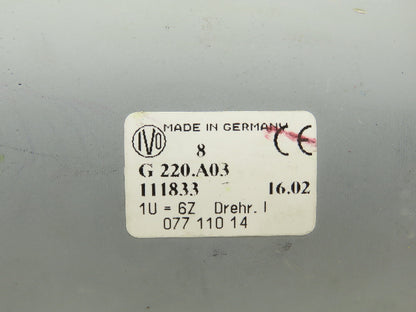 IVO MADE IN GERMANY CE
8
G 220.A03
111833 16.02
1U = 6Z Drehr. I
077 110 14